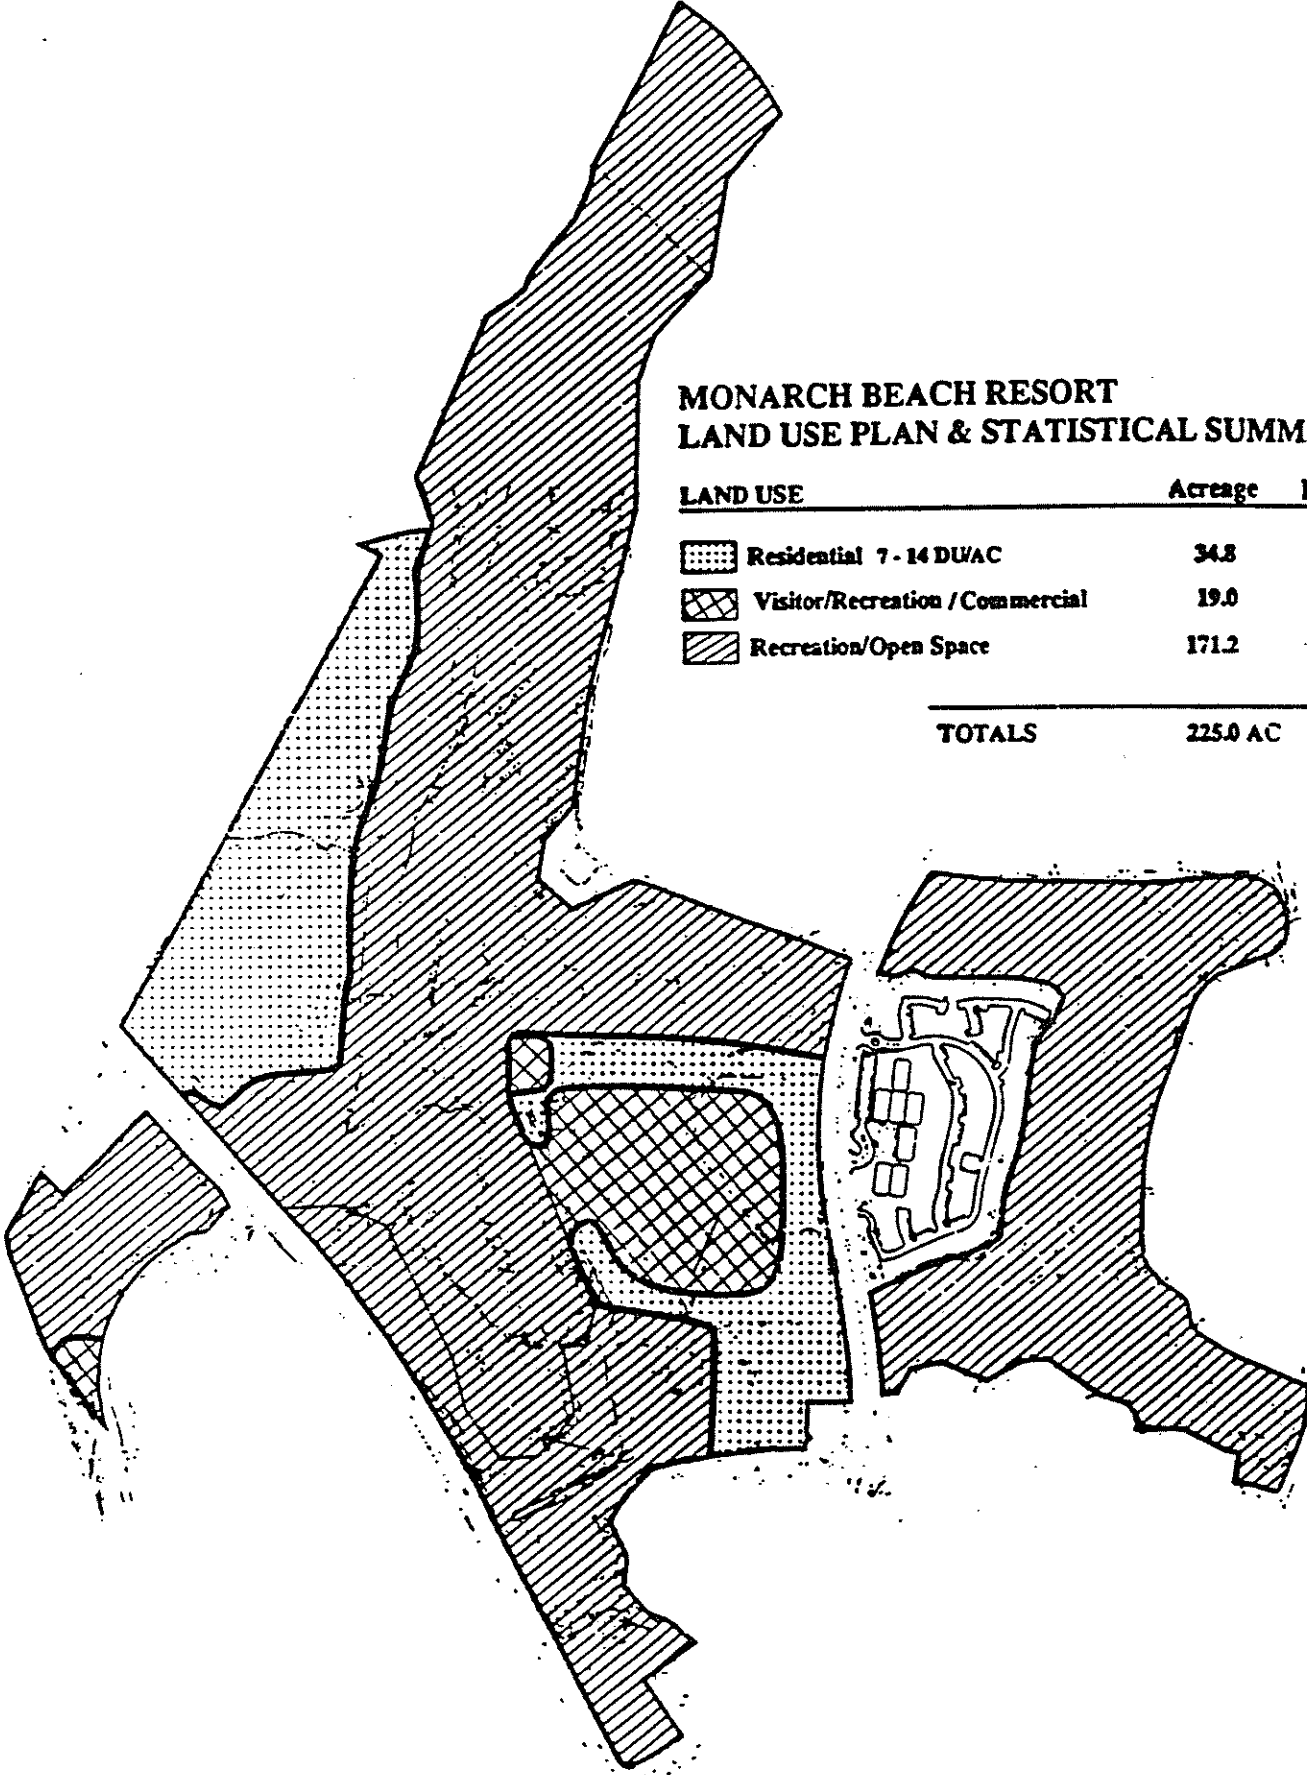 MONARCH BEACH RESORT
LAND USE PLAN & STATISTICAL SUMM
LAND USE Acreage
Residential 7 - 14 DU/AC 34.8
Visitor/Recreation / Commercial 19.0
Recreation/Open Space 171.2
TOTALS 225.0 AC